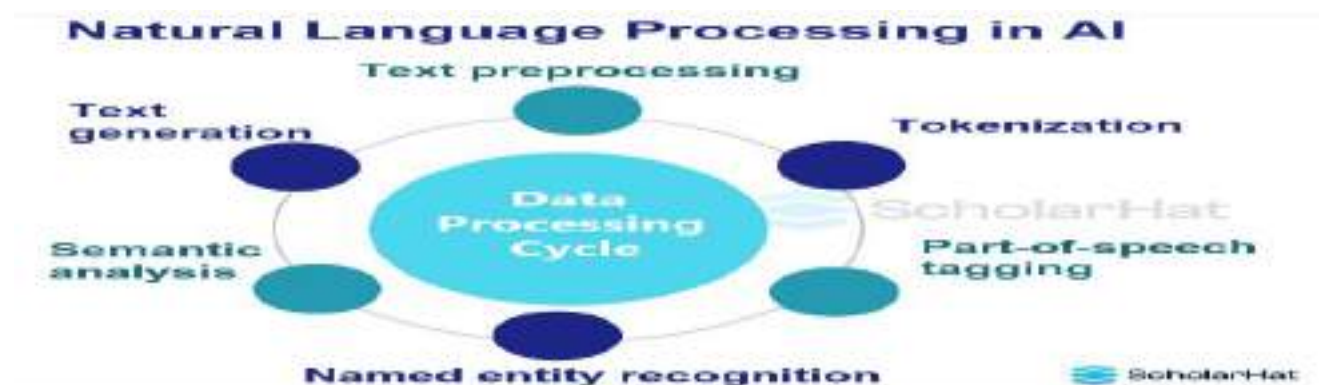 Natural Language Processing in AI
Text preprocessing
Text
generation
Tokenization
Data
Processing
Cycle
ScholarHat
Semantic
analysis
Part-of-speech
tagging
Named entity recognition
ScholarHat